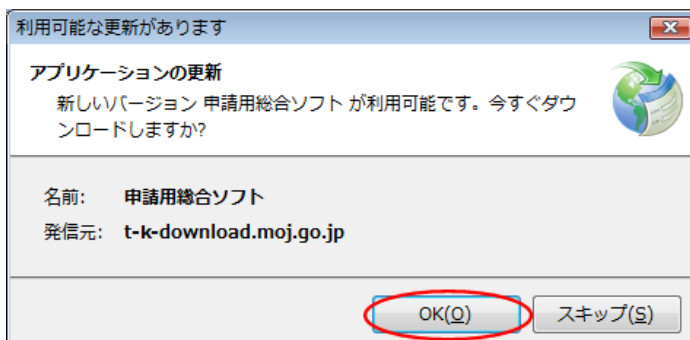 利用可能な更新があります
アプリケーションの更新
新しいバージョン 申請用総合ソフト が利用可能です。今すぐダウ
ンロードしますか?
名前: 申請用総合ソフト
発信元: t-k-download.moj.go.jp
OK(O) スキップ(S)